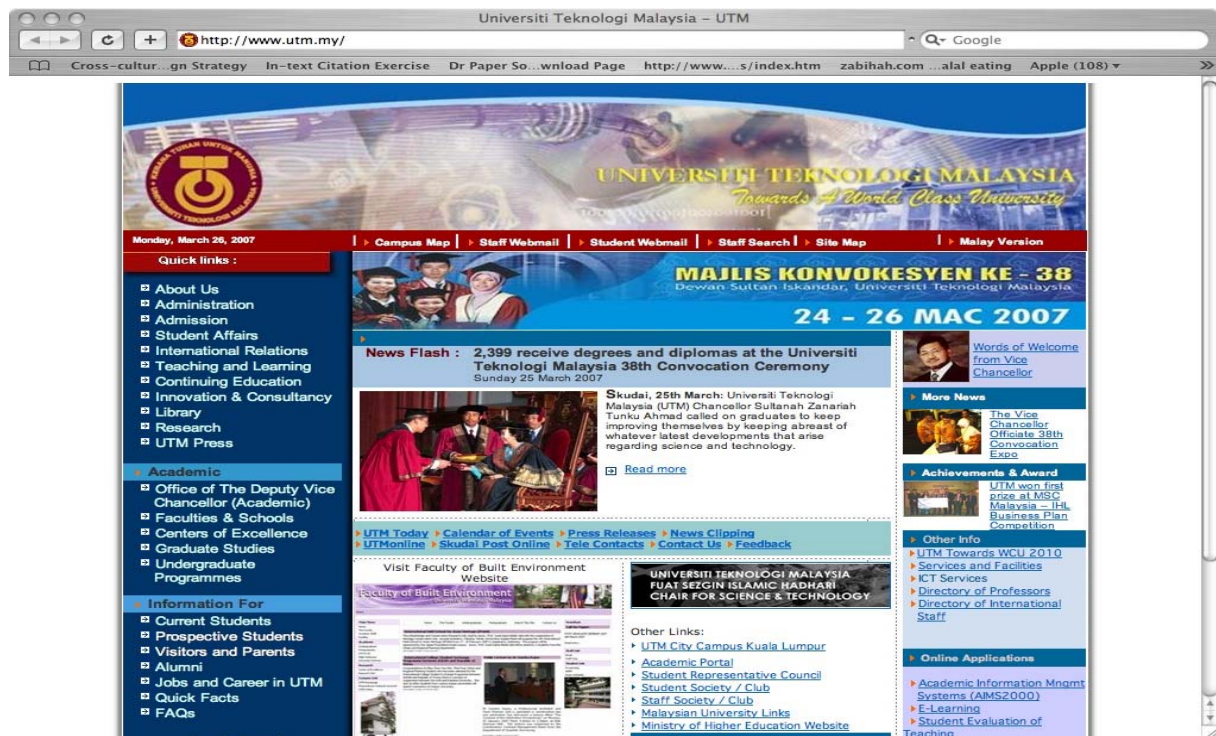 Universiti Teknologi Malaysia – UTM
http://www.utm.my/
Google
Cross-cultur...gn Strategy In-text Citation Exercise Dr Paper So...wnload Page http://www....s/index.htm zabihah.com ...alal eating Apple (108)
KERANA TUHAN UNTUK MANUSIA
UNIVERSITI TEKNOLOGI MALAYSIA
UNIVERSITI TEKNOLOGI MALAYSIA
Towards A World Class University
Monday, March 26, 2007
Campus Map | Staff Webmail | Student Webmail | Staff Search | Site Map | Malay Version
Quick links :
About Us
Administration
Admission
Student Affairs
International Relations
Teaching and Learning
Continuing Education
Innovation & Consultancy
Library
Research
UTM Press
Academic
Office of The Deputy Vice
Chancellor (Academic)
Faculties & Schools
Centers of Excellence
Graduate Studies
Undergraduate
Programmes
Information For
Current Students
Prospective Students
Visitors and Parents
Alumni
Jobs and Career in UTM
Quick Facts
FAQs
MAJLIS KONVOKESYEN KE - 38
Dewan Sultan Iskandar, Universiti Teknologi Malaysia
24 - 26 MAC 2007
News Flash : 2,399 receive degrees and diplomas at the Universiti
Teknologi Malaysia 38th Convocation Ceremony
Sunday 25 March 2007
Skudai, 25th March: Universiti Teknologi
Malaysia (UTM) Chancellor Sultanah Zanariah
Tunku Ahmad called on graduates to keep
improving themselves by keeping abreast of
whatever latest developments that arise
regarding science and technology.
Read more
UTM Today Calendar of Events Press Releases News Clipping
UTMonline Skudai Post Online Tele Contacts Contact Us Feedback
Visit Faculty of Built Environment
Website
Faculty of Built Environment
UNIVERSITI TEKNOLOGI MALAYSIA
FUAT SEZGIN ISLAMIC HADHARI
CHAIR FOR SCIENCE & TECHNOLOGY
Other Links:
UTM City Campus Kuala Lumpur
Academic Portal
Student Representative Council
Student Society / Club
Staff Society / Club
Malaysian University Links
Ministry of Higher Education Website
Words of Welcome
from Vice
Chancellor
More News
The Vice
Chancellor
Officiate 38th
Convocation
Expo
Achievements & Award
UTM won first
prize at MSC
Malaysia – IHL
Business Plan
Competition
Other Info
UTM Towards WCU 2010
Services and Facilities
ICT Services
Directory of Professors
Directory of International
Staff
Online Applications
Academic Information Mngmt
Systems (AIMS2000)
E-Learning
Student Evaluation of
Teaching